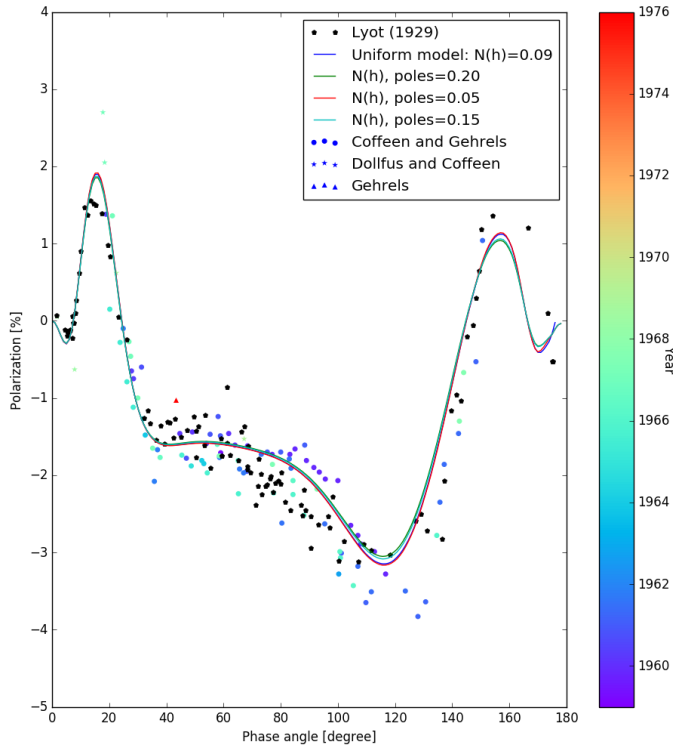 4
3
2
1
0
−1
−2
−3
−4
−5
Polarization [%]
0
20
40
60
80
100
120
140
160
180
Phase angle [degree]
Lyot (1929)
Uniform model: N(h)=0.09
N(h), poles=0.20
N(h), poles=0.05
N(h), poles=0.15
Coffeen and Gehrels
Dollfus and Coffeen
Gehrels
1976
1974
1972
1970
1968
1966
1964
1962
1960
Year